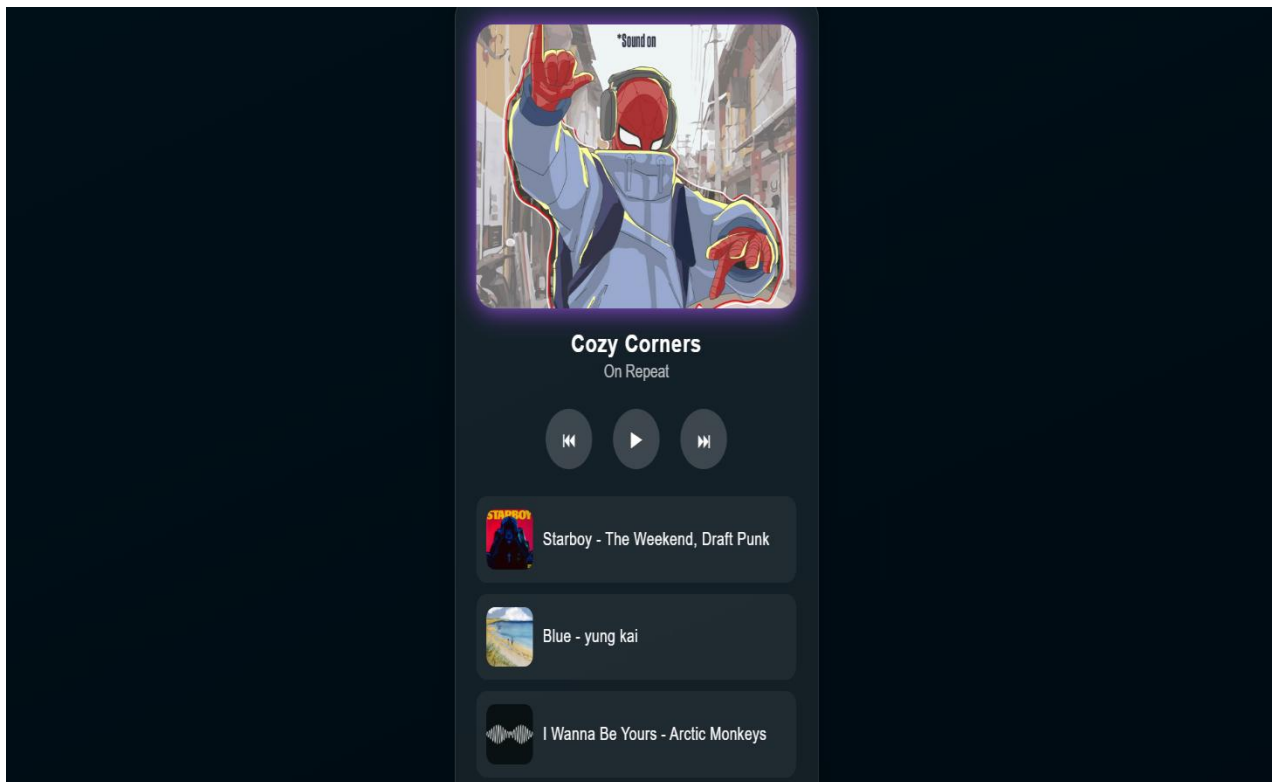 *Sound on
Cozy Corners
On Repeat
STARBOY
Starboy - The Weekend, Draft Punk
Blue - yung kai
I Wanna Be Yours - Arctic Monkeys